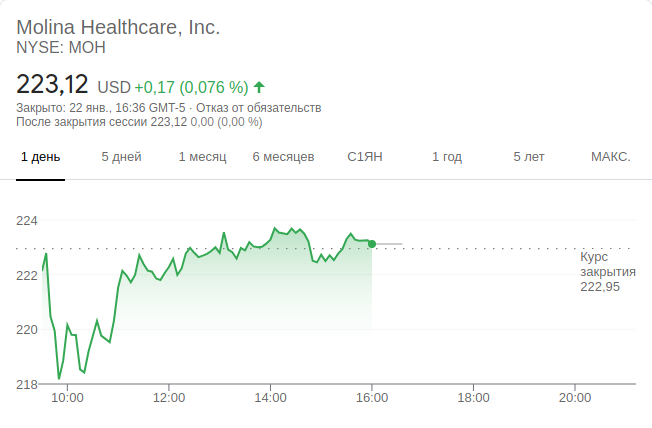 Molina Healthcare, Inc.
NYSE: MOH
223,12 USD +0,17 (0,076 %)
Закрыто: 22 янв., 16:36 GMT-5 · Отказ от обязательств
После закрытия сессии 223,12 0,00 (0,00 %)
1 день 5 дней 1 месяц 6 месяцев С1ЯН 1 год 5 лет МАКС.
224
222
220
218
Курс
закрытия
222,95
10:00 12:00 14:00 16:00 18:00 20:00